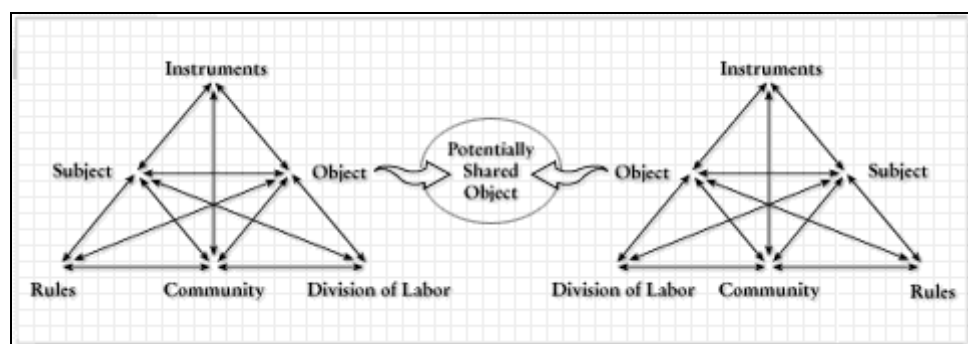 Instruments
Instruments
Subject
Object
Potentially
Shared
Object
Object
Subject
Rules
Community
Division of Labor
Division of Labor
Community
Rules